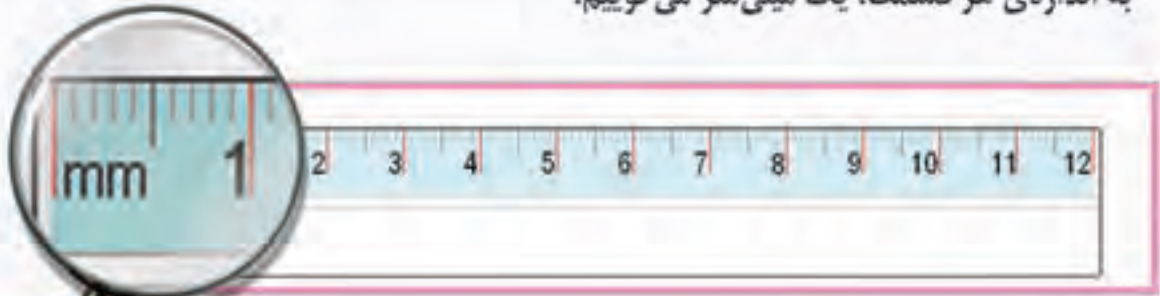 به اندازه‌ی هر قسمت، یک میلی‌متر می‌گوییم.
mm 1 2 3 4 5 6 7 8 9 10 11 12